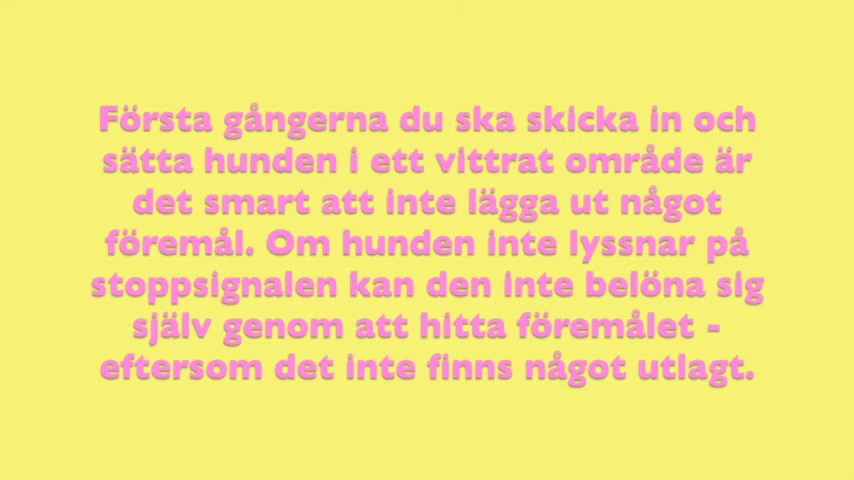 Första gångerna du ska skicka in och
sätta hunden i ett vittrat område är
det smart att inte lägga ut något
föremål. Om hunden inte lyssnar på
stoppsignalen kan den inte belöna sig
själv genom att hitta föremålet -
eftersom det inte finns något utlagt.